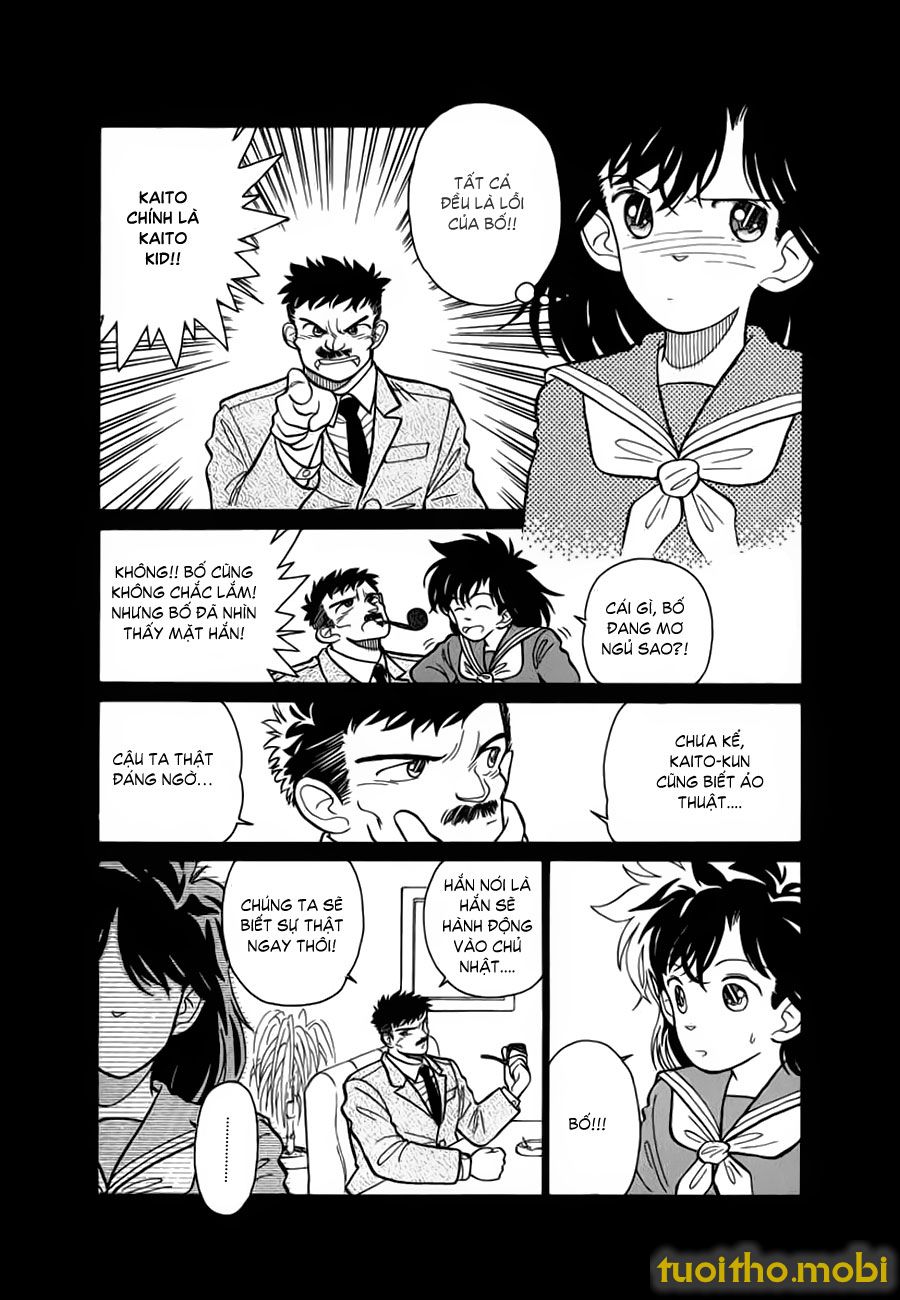 TẤT CẢ
ĐỀU LÀ LỖI
CỦA BỐ!!
KAITO
CHÍNH LÀ
KAITO
KID!!
CÁI GÌ, BỐ
ĐANG MƠ
NGỦ SAO?!
KHÔNG!! BỐ CŨNG
KHÔNG CHẮC LẮM!
NHƯNG BỐ ĐÃ NHÌN
THẤY MẶT HẮN!
CHƯA KỂ,
KAITO-KUN
CŨNG BIẾT ẢO
THUẬT....
CẬU TA THẬT
ĐÁNG NGỜ...
BỐ!!!
HẮN NÓI LÀ
HẮN SẼ
HÀNH ĐỘNG
VÀO CHỦ
NHẬT....
CHÚNG TA SẼ
BIẾT SỰ THẬT
NGAY THÔI!
..........
tuoitho.mobi